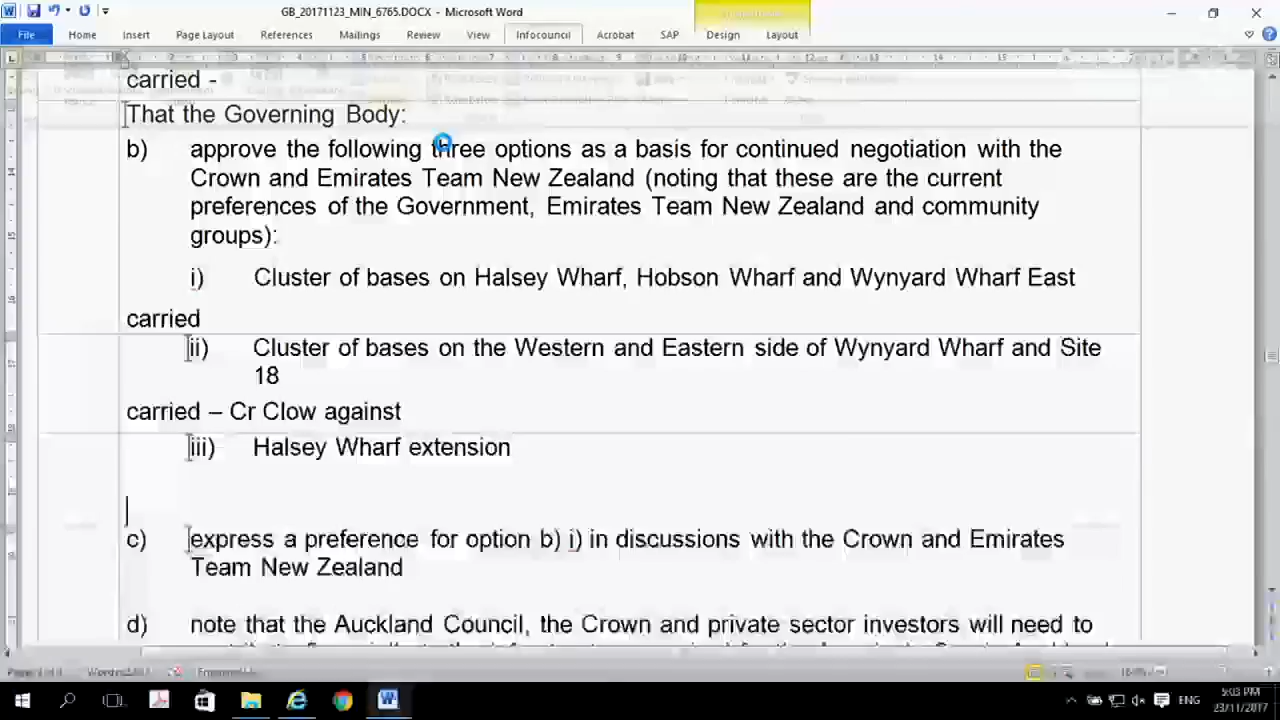 GB_20171123_MIN_6765.DOCX - Microsoft Word
File Home Insert Page Layout References Mailings Review View Infocouncil Acrobat SAP Design Layout
carried -
That the Governing Body:
b) approve the following three options as a basis for continued negotiation with the
Crown and Emirates Team New Zealand (noting that these are the current
preferences of the Government, Emirates Team New Zealand and community
groups):
i) Cluster of bases on Halsey Wharf, Hobson Wharf and Wynyard Wharf East
carried
ii) Cluster of bases on the Western and Eastern side of Wynyard Wharf and Site
18
carried – Cr Clow against
iii) Halsey Wharf extension
c) express a preference for option b) i) in discussions with the Crown and Emirates
Team New Zealand
d) note that the Auckland Council, the Crown and private sector investors will need to
ENG
5:03 PM
23/11/2017